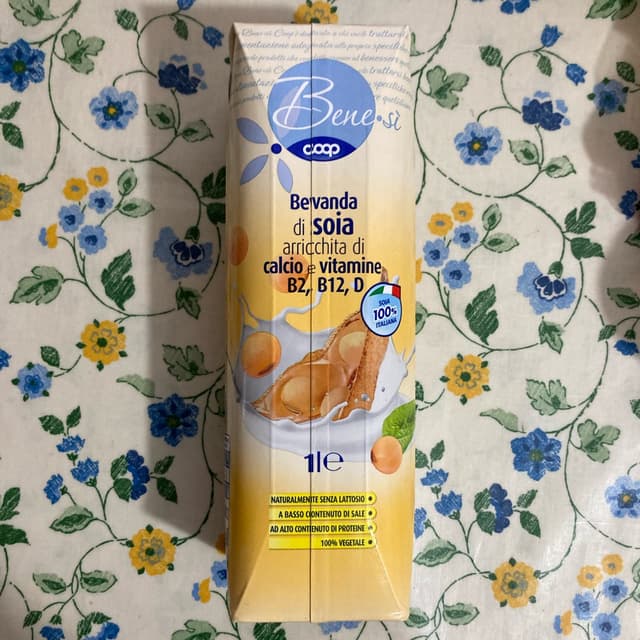 Bene.sì
coop
Bevanda
di soia
arricchita di
calcio e vitamine
B2, B12, D
SOIA
100%
ITALIANA
1l e
NATURALMENTE SENZA LATTOSIO
A BASSO CONTENUTO DI SALE
AD ALTO CONTENUTO DI PROTEINE
100% VEGETALE